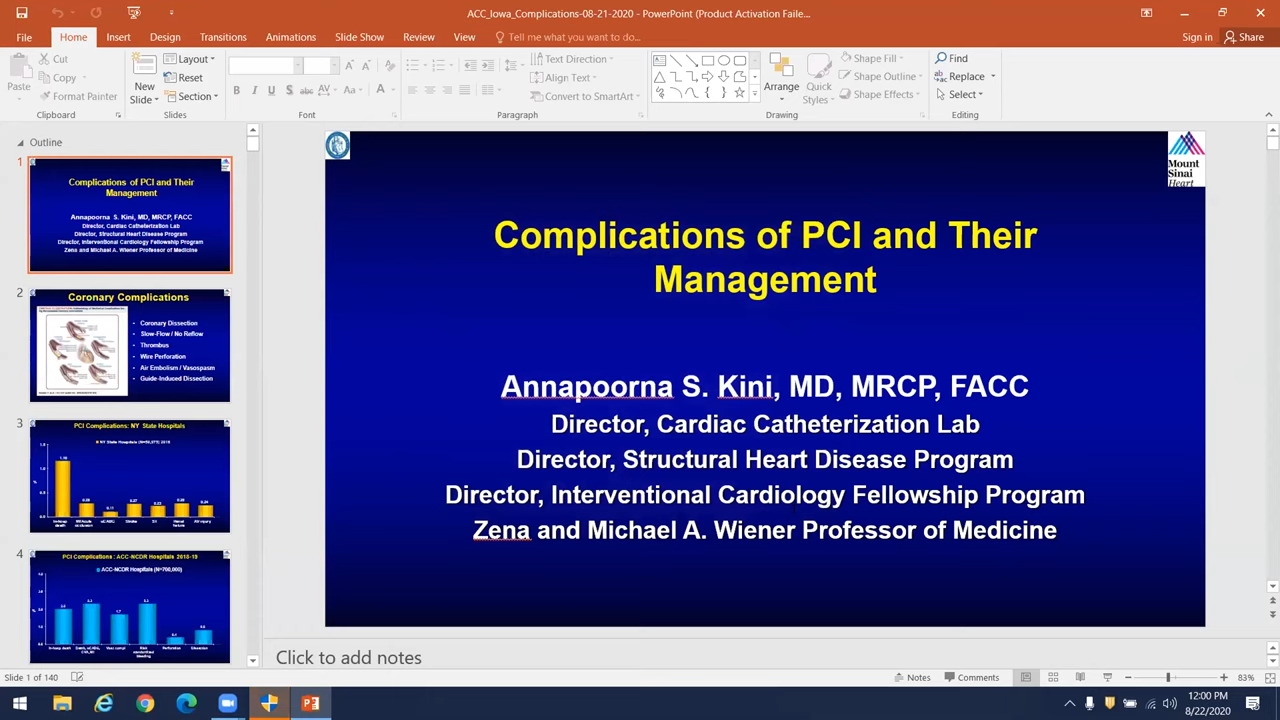 ACC_Iowa_Complications-08-21-2020 - PowerPoint (Product Activation Faile...
File Home Insert Design Transitions Animations Slide Show Review View Tell me what you want to do... Sign in Share
Paste
Cut
Copy
Format Painter
Clipboard
New Slide
Layout
Reset
Section
Slides
B I U S abc AV Aa A
Font
Text Direction
Align Text
Convert to SmartArt
Paragraph
Arrange
Quick Styles
Shape Fill
Shape Outline
Shape Effects
Drawing
Find
Replace
Select
Editing
Outline
1
Complications of PCI and Their
Management
Annapoorna S. Kini, MD, MRCP, FACC
Director, Cardiac Catheterization Lab
Director, Structural Heart Disease Program
Director, Interventional Cardiology Fellowship Program
Zena and Michael A. Wiener Professor of Medicine
2
Coronary Complications
• Coronary Dissection
• Slow-Flow / No Reflow
• Thrombus
• Wire Perforation
• Air Embolism / Vasospasm
• Guide-Induced Dissection
3
PCI Complications: NY State Hospitals
4
PCI Complications : ACC-NCDR Hospitals 2018-19
ACC-NCDR Hospitals (N=700,000)
Mount
Sinai
Heart
Complications of PCI and Their
Management
Annapoorna S. Kini, MD, MRCP, FACC
Director, Cardiac Catheterization Lab
Director, Structural Heart Disease Program
Director, Interventional Cardiology Fellowship Program
Zena and Michael A. Wiener Professor of Medicine
Click to add notes
Slide 1 of 140
Notes Comments 83%
12:00 PM
8/22/2020